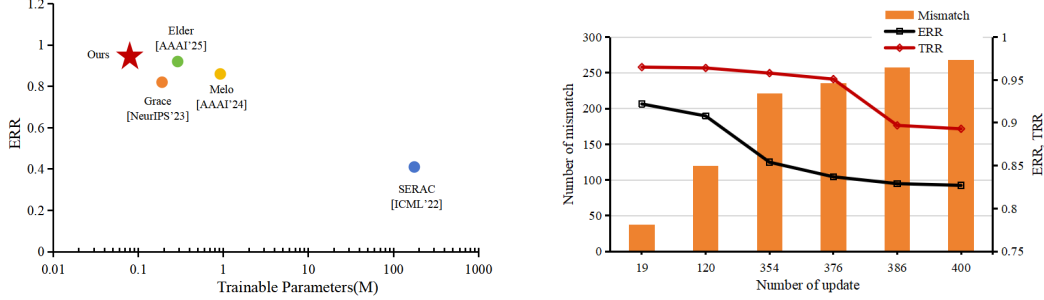 1.2
1
0.8
0.6
0.4
0.2
0
ERR
Ours
Elder
[AAAI'25]
Grace
[NeurIPS'23]
Melo
[AAAI'24]
SERAC
[ICML'22]
0.01
0.1
1
10
100
1000
Trainable Parameters(M)
Mismatch
ERR
TRR
300
250
200
150
100
50
0
Number of mismatch
1
0.95
0.9
0.85
0.8
0.75
ERR, TRR
19
120
354
376
386
400
Number of update